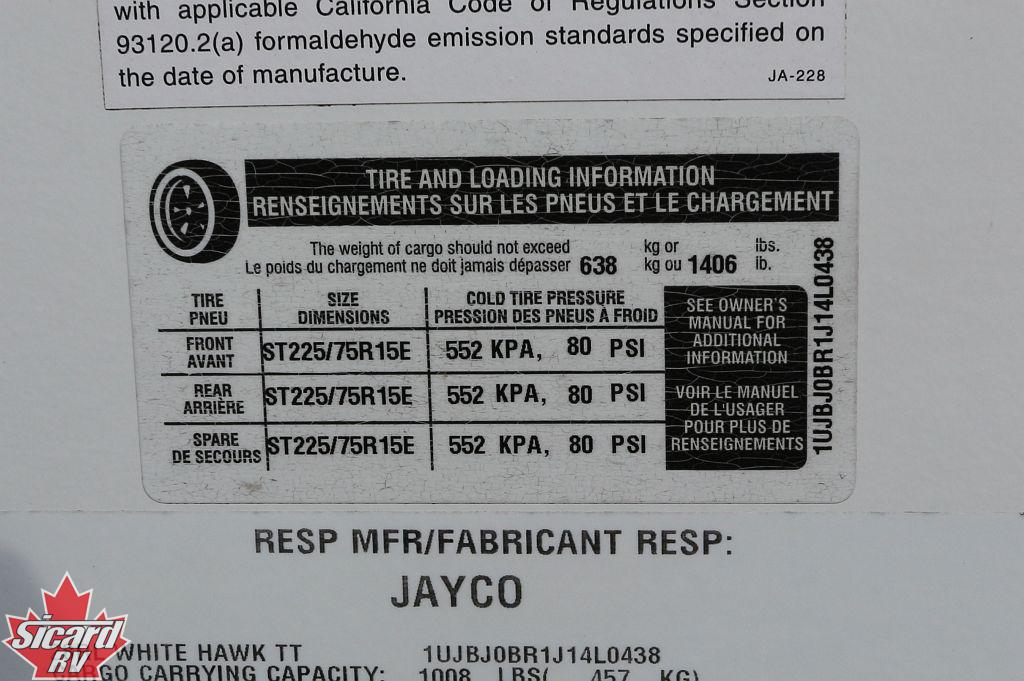 with applicable California Code of Regulations Section
93120.2(a) formaldehyde emission standards specified on
the date of manufacture.
JA-228
TIRE AND LOADING INFORMATION
RENSEIGNEMENTS SUR LES PNEUS ET LE CHARGEMENT
The weight of cargo should not exceed kg or lbs.
Le poids du chargement ne doit jamais dépasser 638 kg ou 1406 lb.
TIRE SIZE COLD TIRE PRESSURE
PNEU DIMENSIONS PRESSION DES PNEUS À FROID
FRONT
AVANT ST225/75R15E 552 KPA, 80 PSI
REAR
ARRIÈRE ST225/75R15E 552 KPA, 80 PSI
SPARE
DE SECOURS ST225/75R15E 552 KPA, 80 PSI
SEE OWNER'S
MANUAL FOR
ADDITIONAL
INFORMATION
VOIR LE MANUEL
DE L'USAGER
POUR PLUS DE
RENSEIGNEMENTS
1UJBJ0BR1J14L0438
RESP MFR/FABRICANT RESP:
JAYCO
WHITE HAWK TT 1UJBJ0BR1J14L0438
CARGO CARRYING CAPACITY: 1008 LBS( 457 KG)
Sicard
RV